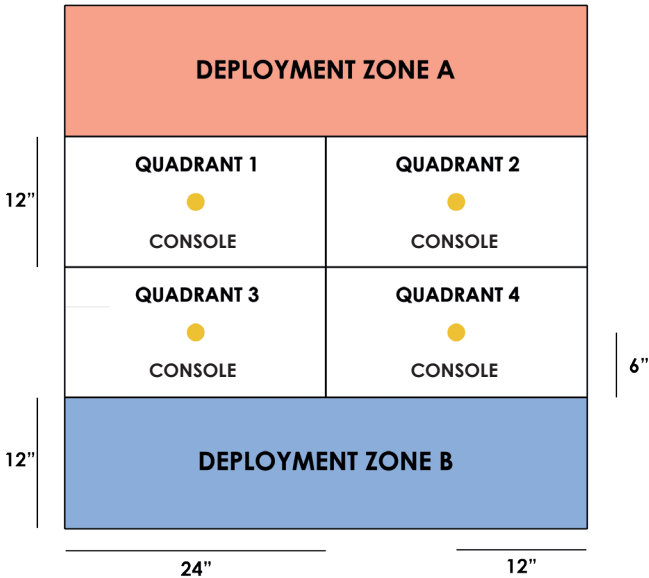 DEPLOYMENT ZONE A
12”
QUADRANT 1
QUADRANT 2
CONSOLE
CONSOLE
QUADRANT 3
QUADRANT 4
CONSOLE
CONSOLE
6”
12”
DEPLOYMENT ZONE B
24”
12”